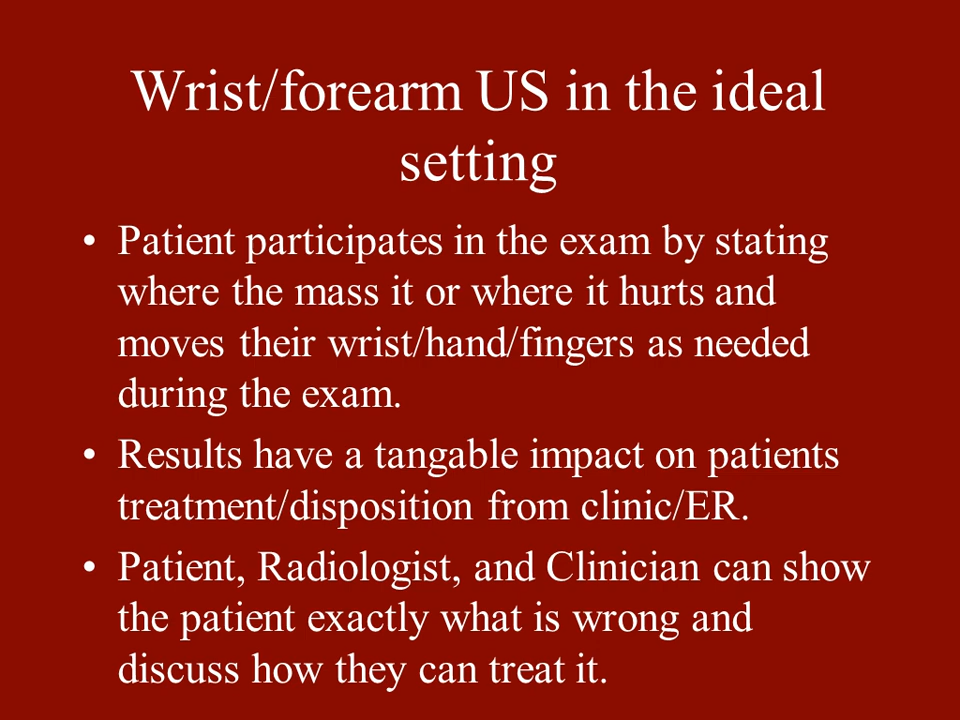 Wrist/forearm US in the ideal
setting
• Patient participates in the exam by stating
where the mass it or where it hurts and
moves their wrist/hand/fingers as needed
during the exam.
• Results have a tangable impact on patients
treatment/disposition from clinic/ER.
• Patient, Radiologist, and Clinician can show
the patient exactly what is wrong and
discuss how they can treat it.